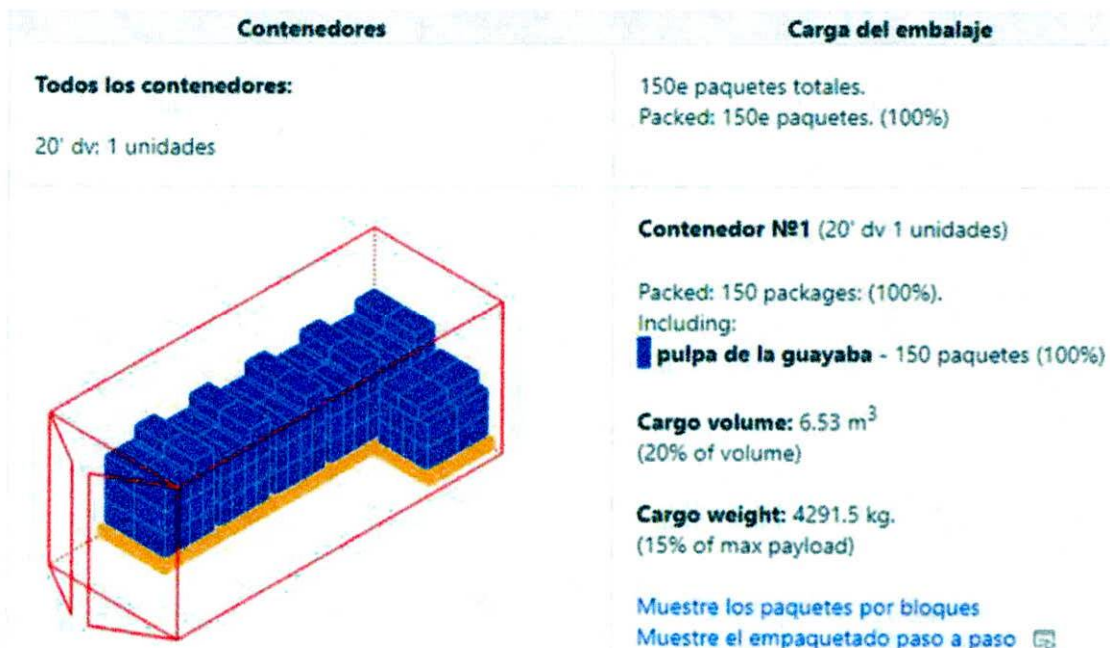 Contenedores
Carga del embalaje
Todos los contenedores:
20' dv: 1 unidades
150e paquetes totales.
Packed: 150e paquetes. (100%)
Contenedor Nº1 (20' dv 1 unidades)
Packed: 150 packages: (100%).
Including:
pulpa de la guayaba - 150 paquetes (100%)
Cargo volume: 6.53 m³
(20% of volume)
Cargo weight: 4291.5 kg.
(15% of max payload)
Muestre los paquetes por bloques
Muestre el empaquetado paso a paso